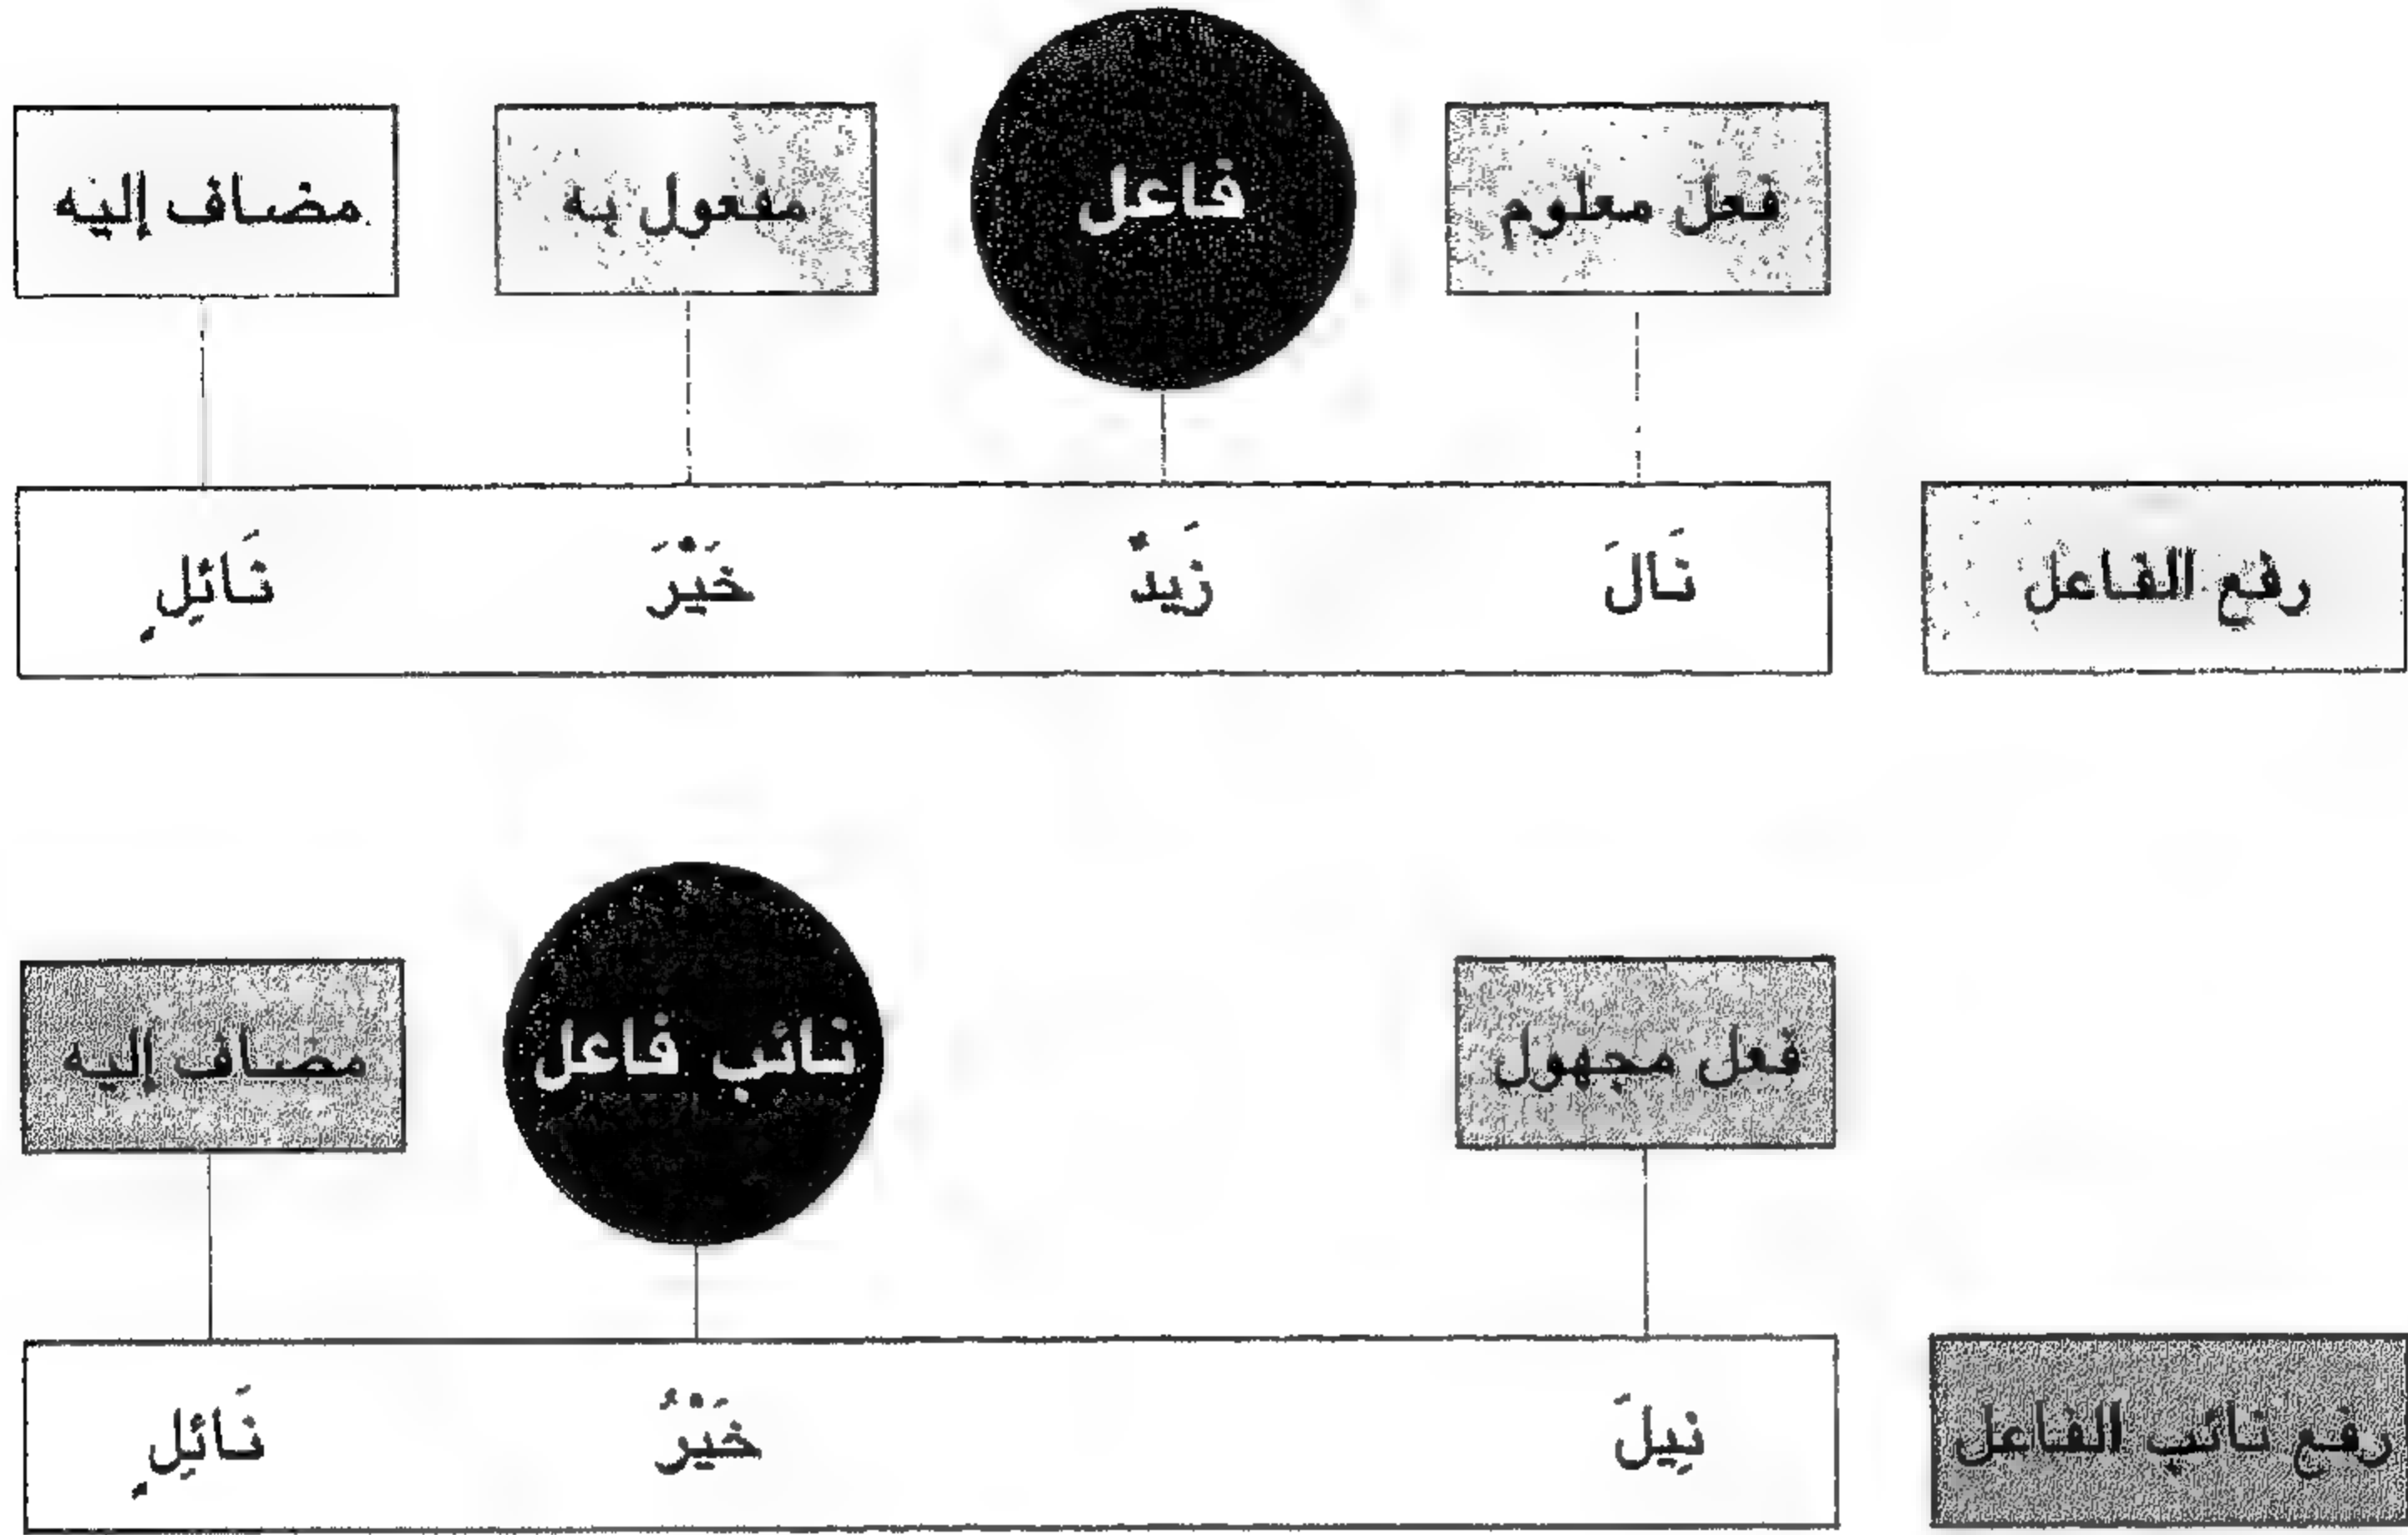 فعل معلوم فاعل مفعول به مضاف إليه
رفع الفاعل نَالَ زَيْدٌ خَيْرَ نَائِلٍ
فعل مجهول نائب فاعل مضاف إليه
رفع نائب الفاعل نِيلَ خَيْرُ نَائِلٍ